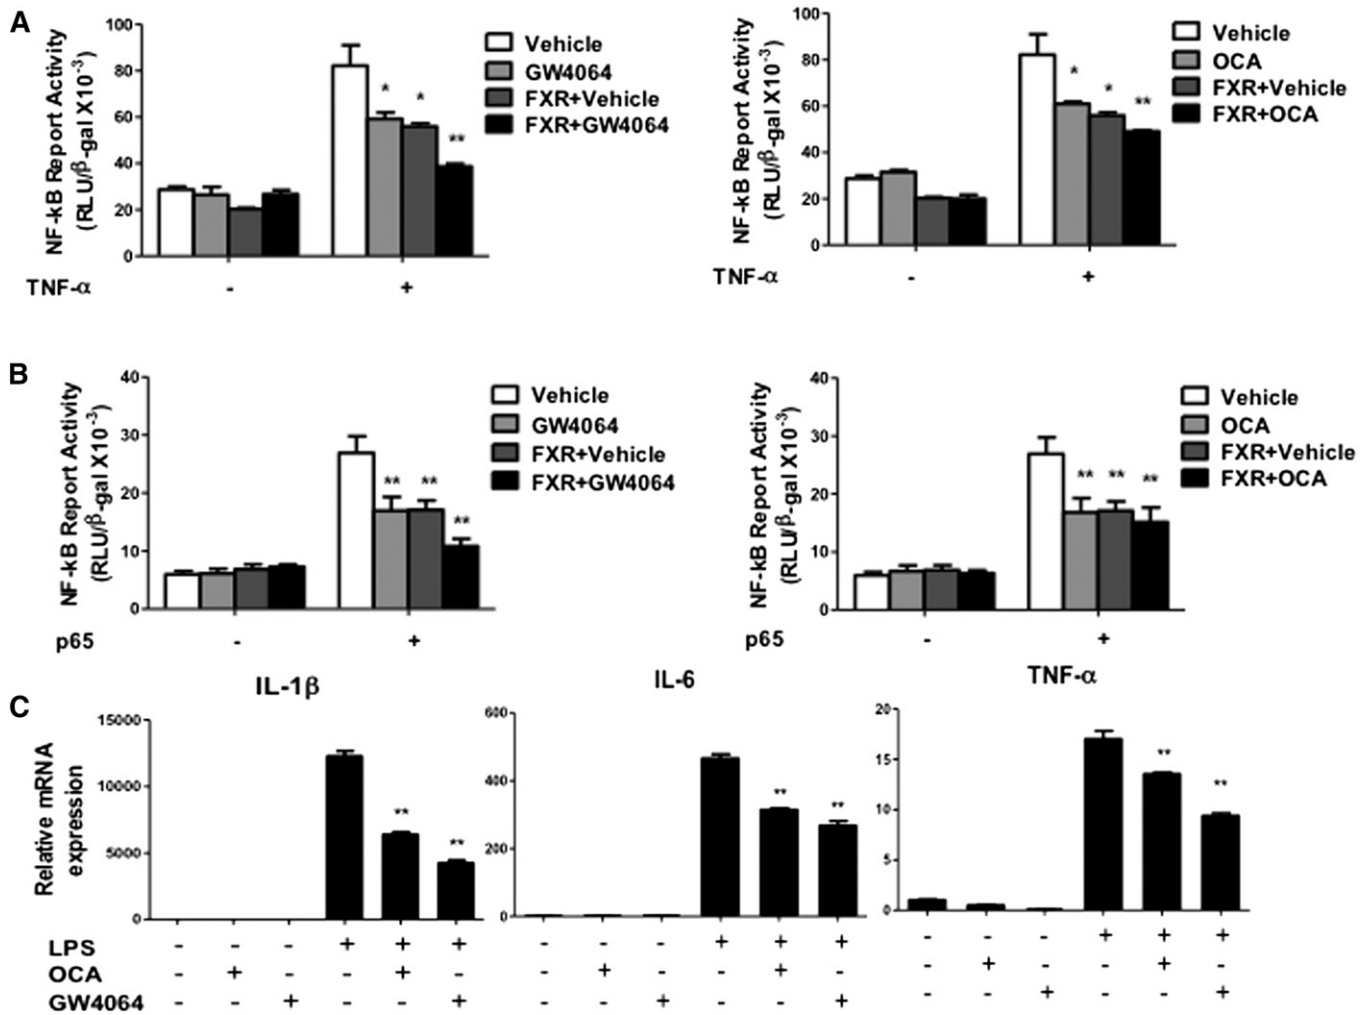 A
NF-kB Report Activity
(RLU/β-gal X10⁻³)
100
80
60
40
20
0
Vehicle
GW4064
FXR+Vehicle
FXR+GW4064
* * **
TNF-α - +
NF-kB Report Activity
(RLU/β-gal X10⁻³)
100
80
60
40
20
0
Vehicle
OCA
FXR+Vehicle
FXR+OCA
* * **
TNF-α - +
B
NF-kB Report Activity
(RLU/β-gal X10⁻³)
40
30
20
10
0
Vehicle
GW4064
FXR+Vehicle
FXR+GW4064
** ** **
p65 - +
NF-kB Report Activity
(RLU/β-gal X10⁻³)
40
30
20
10
0
Vehicle
OCA
FXR+Vehicle
FXR+OCA
** ** **
p65 - +
C
IL-1β
Relative mRNA
expression
15000
10000
5000
0
** **
IL-6
600
400
200
0
** **
TNF-α
20
15
10
5
0
** **
LPS - - - + + + - - - + + + - - - + + +
OCA - + - - + - - + - - + - - + - - + -
GW4064 - - + - - + - - + - - + - - + - - +